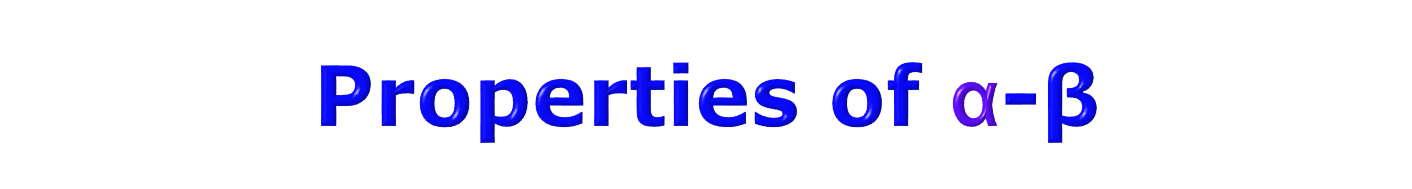 Properties of α-β